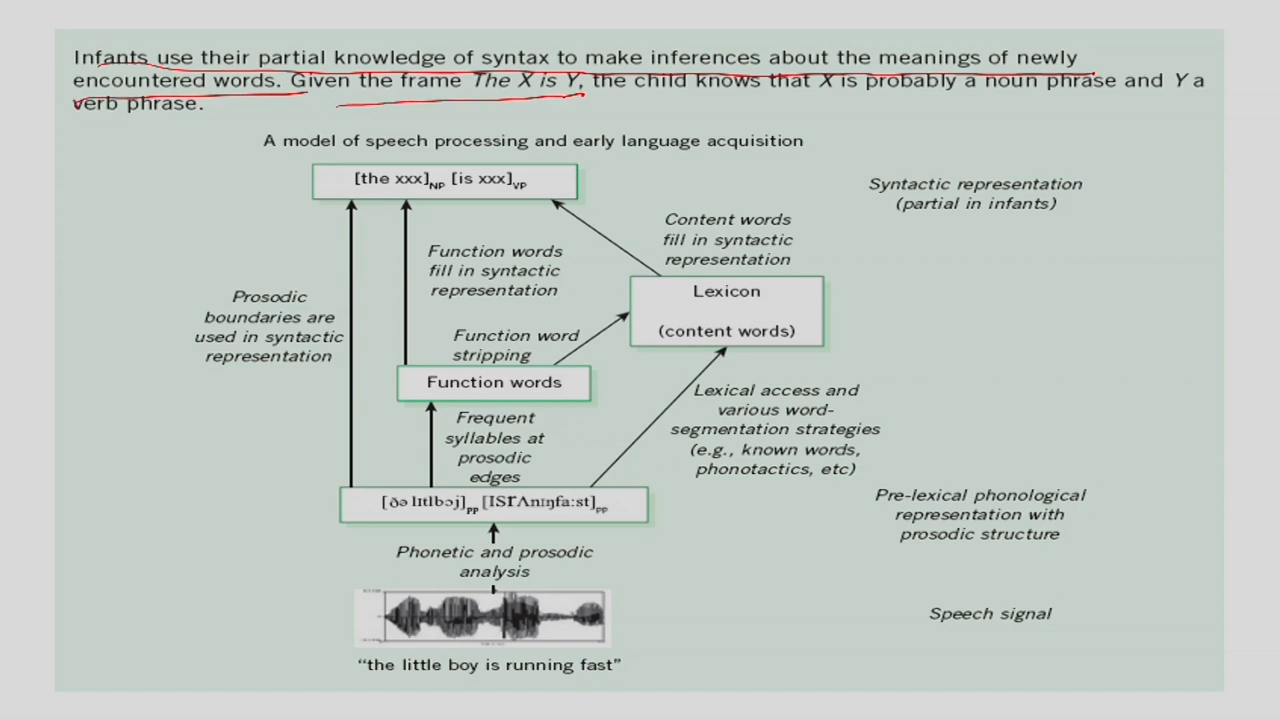 Infants use their partial knowledge of syntax to make inferences about the meanings of newly
encountered words. Given the frame The X is Y, the child knows that X is probably a noun phrase and Y a
verb phrase.
A model of speech processing and early language acquisition
[the xxx]NP [is xxx]VP
Syntactic representation
(partial in infants)
Content words
fill in syntactic
representation
Function words
fill in syntactic
representation
Lexicon
(content words)
Prosodic
boundaries are
used in syntactic
representation
Function word
stripping
Function words
Lexical access and
various word-
segmentation strategies
(e.g., known words,
phonotactics, etc)
Frequent
syllables at
prosodic
edges
[ðə lɪtlbɔj]pp [ISrʌnɪŋfa:st]pp
Pre-lexical phonological
representation with
prosodic structure
Phonetic and prosodic
analysis
Speech signal
“the little boy is running fast”